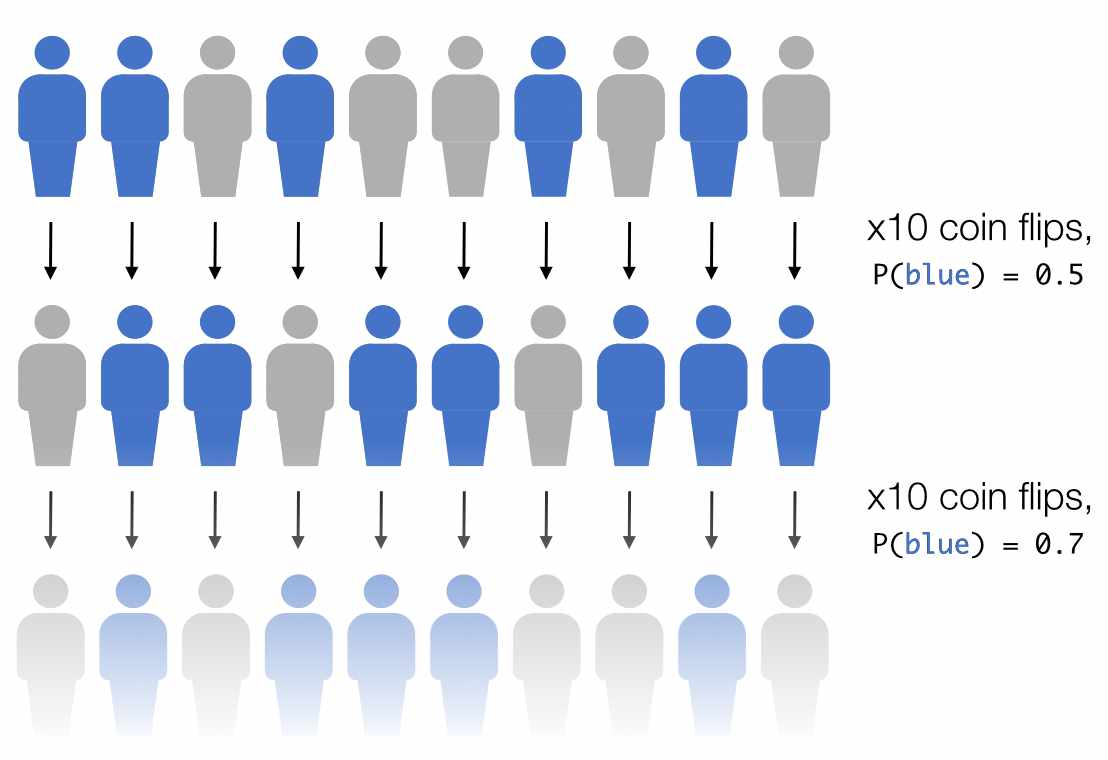 x10 coin flips,
P(blue) = 0.5
x10 coin flips,
P(blue) = 0.7